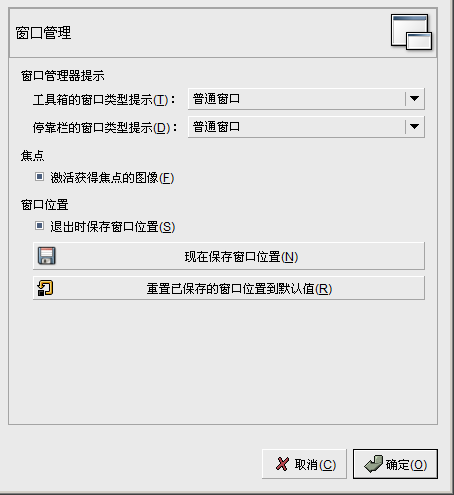 窗口管理
窗口管理器提示
工具箱的窗口类型提示(T)： 普通窗口
停靠栏的窗口类型提示(D)： 普通窗口
焦点
激活获得焦点的图像(F)
窗口位置
退出时保存窗口位置(S)
现在保存窗口位置(N)
重置已保存的窗口位置到默认值(R)
取消(C) 确定(O)